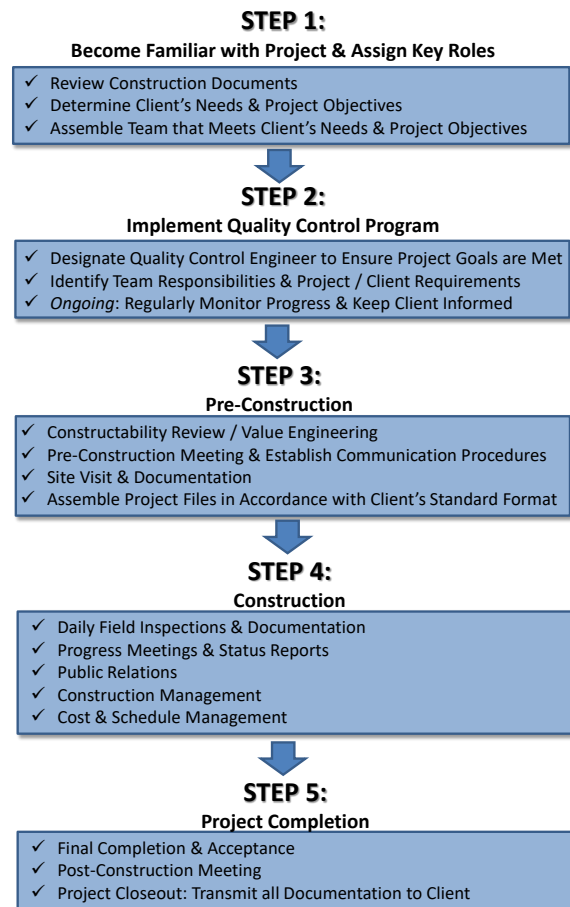 STEP 1:
Become Familiar with Project & Assign Key Roles
✓ Review Construction Documents
✓ Determine Client's Needs & Project Objectives
✓ Assemble Team that Meets Client's Needs & Project Objectives
STEP 2:
Implement Quality Control Program
✓ Designate Quality Control Engineer to Ensure Project Goals are Met
✓ Identify Team Responsibilities & Project / Client Requirements
✓ Ongoing: Regularly Monitor Progress & Keep Client Informed
STEP 3:
Pre-Construction
✓ Constructability Review / Value Engineering
✓ Pre-Construction Meeting & Establish Communication Procedures
✓ Site Visit & Documentation
✓ Assemble Project Files in Accordance with Client's Standard Format
STEP 4:
Construction
✓ Daily Field Inspections & Documentation
✓ Progress Meetings & Status Reports
✓ Public Relations
✓ Construction Management
✓ Cost & Schedule Management
STEP 5:
Project Completion
✓ Final Completion & Acceptance
✓ Post-Construction Meeting
✓ Project Closeout: Transmit all Documentation to Client